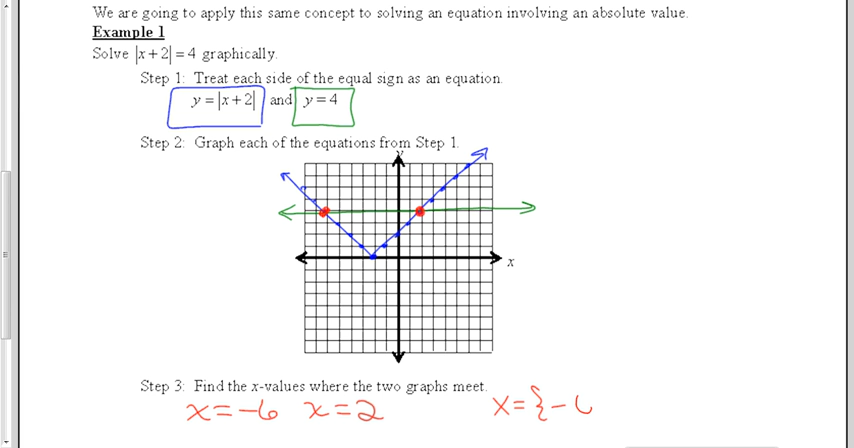 We are going to apply this same concept to solving an equation involving an absolute value.
Example 1
Solve |x+2| = 4 graphically.
Step 1: Treat each side of the equal sign as an equation.
y = |x+2| and y = 4
Step 2: Graph each of the equations from Step 1.
y
x
Step 3: Find the x-values where the two graphs meet.
x = -6 x = 2 x = {-